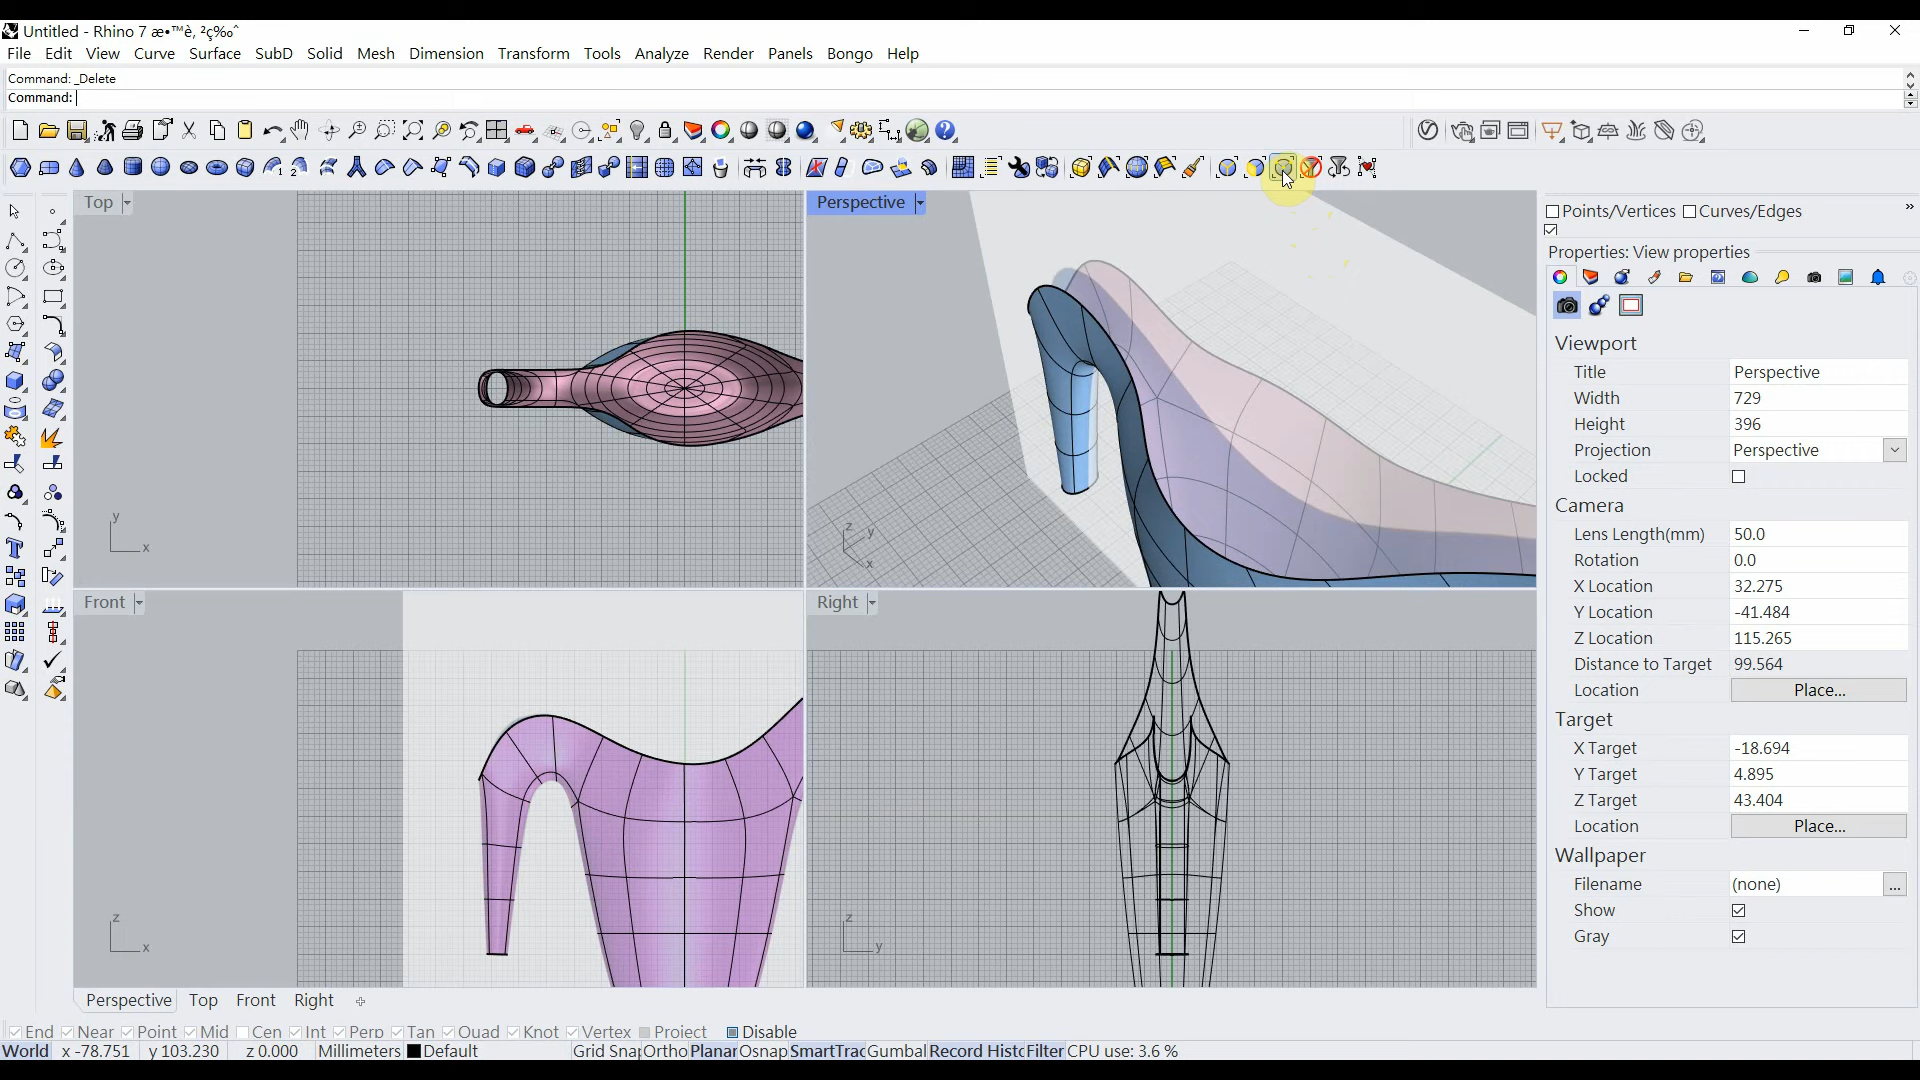 Untitled - Rhino 7 æ•™è‚²ç‰ˆ
File Edit View Curve Surface SubD Solid Mesh Dimension Transform Tools Analyze Render Panels Bongo Help
Command: _Delete
Command:
Top
Perspective
Points/Vertices Curves/Edges
Properties: View properties
Viewport
Title Perspective
Width 729
Height 396
Projection Perspective
Locked
Camera
Lens Length(mm) 50.0
Rotation 0.0
X Location 32.275
Y Location -41.484
Z Location 115.265
Distance to Target 99.564
Location Place...
Target
X Target -18.694
Y Target 4.895
Z Target 43.404
Location Place...
Wallpaper
Filename (none) ...
Show
Gray
y
x
z
y
x
Front
Right
z
x
z
y
Perspective Top Front Right
End Near Point Mid Cen Int Perp Tan Quad Knot Vertex Project Disable
World x -78.751 y 103.230 z 0.000 Millimeters Default Grid Snap Ortho Planar Osnap SmartTrac Gumbal Record Histo Filter CPU use: 3.6 %